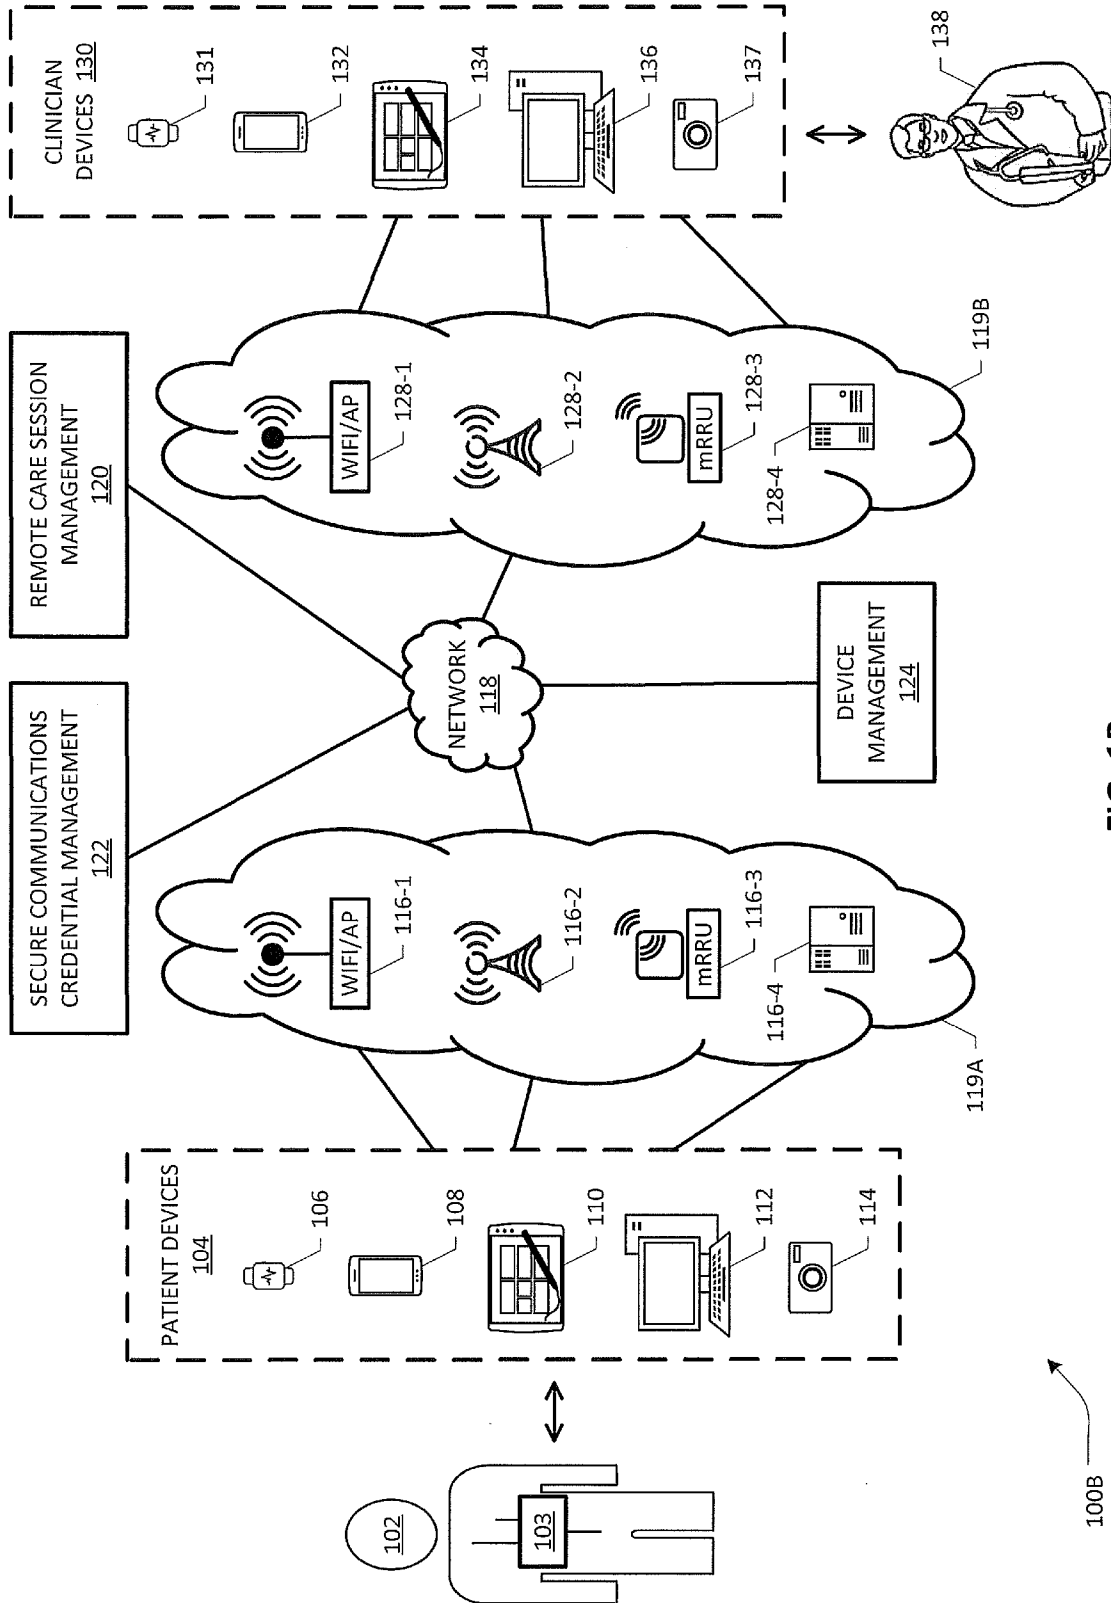 SECURE COMMUNICATIONS
CREDENTIAL MANAGEMENT
122
REMOTE CARE SESSION
MANAGEMENT
120
CLINICIAN
DEVICES 130
131
132
134
136
137
138
PATIENT DEVICES
104
106
108
110
112
114
102
103
WIFI/AP
116-1
116-2
mRRU
116-3
116-4
119A
NETWORK
118
WIFI/AP
128-1
128-2
mRRU
128-3
128-4
119B
DEVICE
MANAGEMENT
124
100B